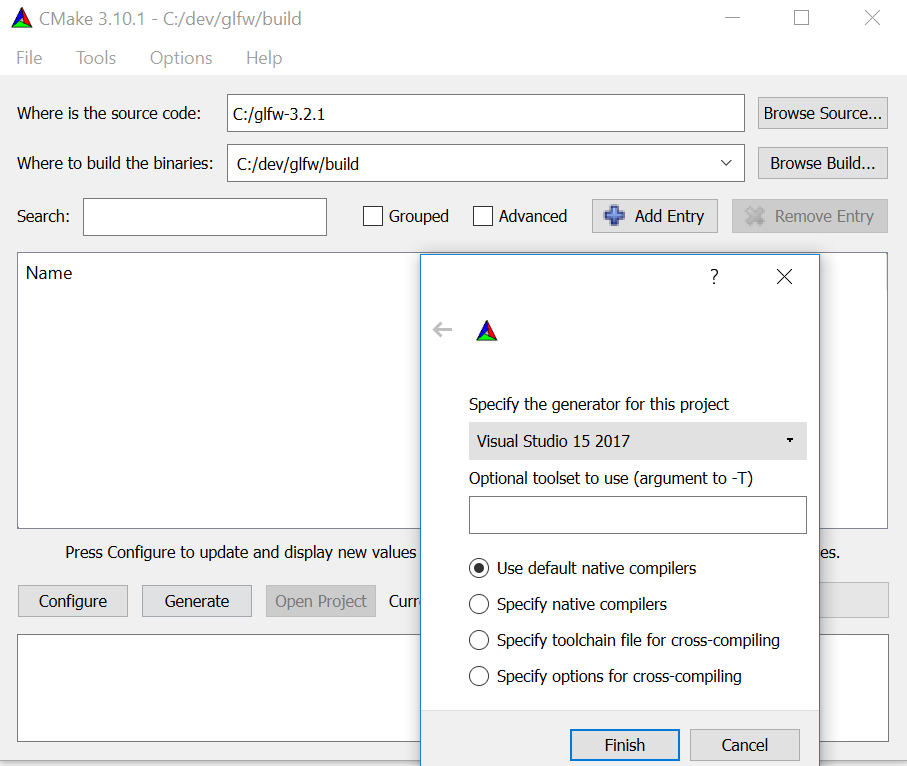 CMake 3.10.1 - C:/dev/glfw/build
File Tools Options Help
Where is the source code: C:/glfw-3.2.1 Browse Source...
Where to build the binaries: C:/dev/glfw/build Browse Build...
Search: Grouped Advanced Add Entry Remove Entry
Name
?
Specify the generator for this project
Visual Studio 15 2017
Optional toolset to use (argument to -T)
Press Configure to update and display new values es.
Use default native compilers
Configure Generate Open Project Curr
Specify native compilers
Specify toolchain file for cross-compiling
Specify options for cross-compiling
Finish Cancel